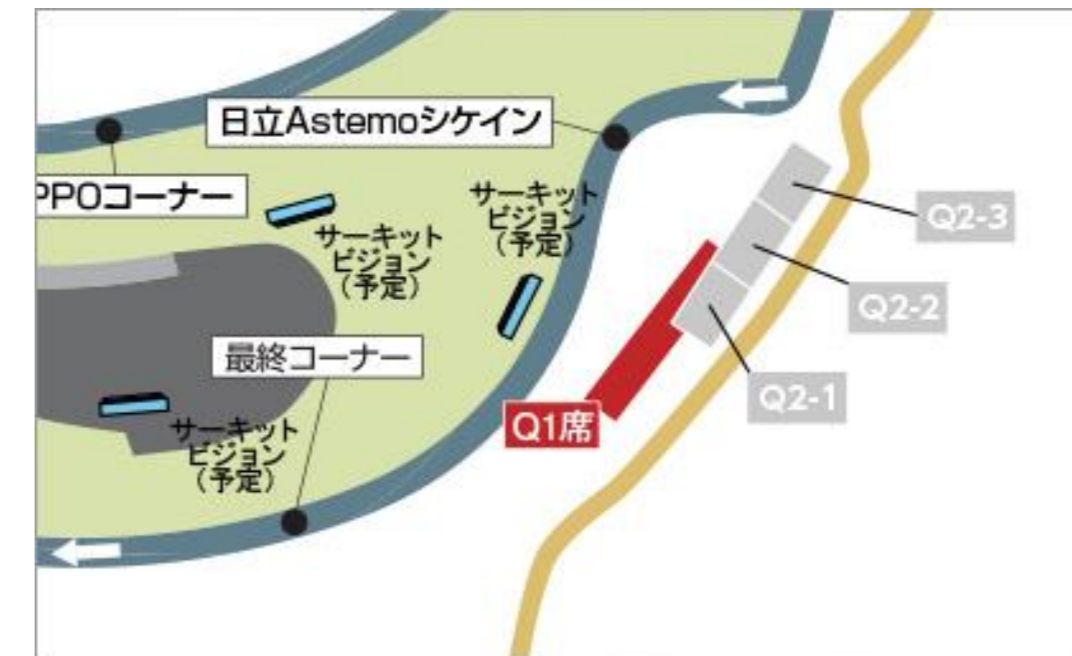 日立Astemoシケイン
PPOコーナー
サーキット
ビジョン
(予定)
サーキット
ビジョン
(予定)
Q2-3
Q2-2
最終コーナー
Q2-1
Q1席
サーキット
ビジョン
(予定)